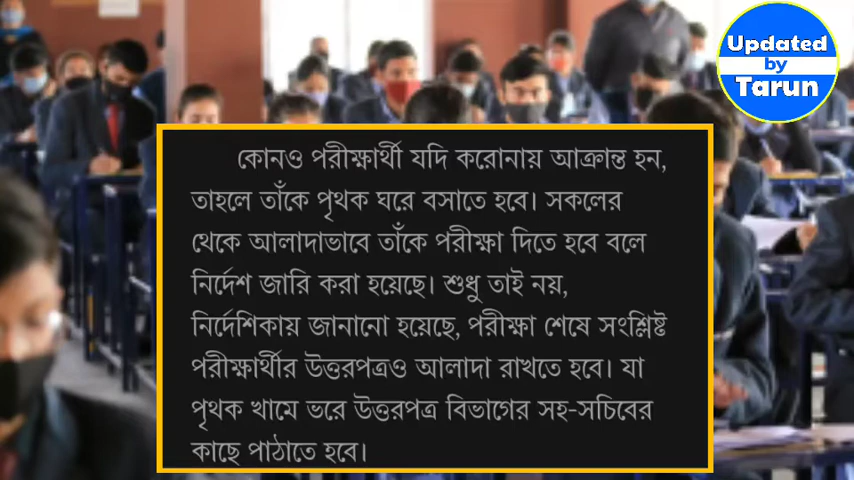 Updated
by
Tarun
কোনও পরীক্ষার্থী যদি করোনায় আক্রান্ত হন,
তাহলে তাঁকে পৃথক ঘরে বসাতে হবে। সকলের
থেকে আলাদাভাবে তাঁকে পরীক্ষা দিতে হবে বলে
নির্দেশ জারি করা হয়েছে। শুধু তাই নয়,
নির্দেশিকায় জানানো হয়েছে, পরীক্ষা শেষে সংশ্লিষ্ট
পরীক্ষার্থীর উত্তরপত্রও আলাদা রাখতে হবে। যা
পৃথক খামে ভরে উত্তরপত্র বিভাগের সহ-সচিবের
কাছে পাঠাতে হবে।